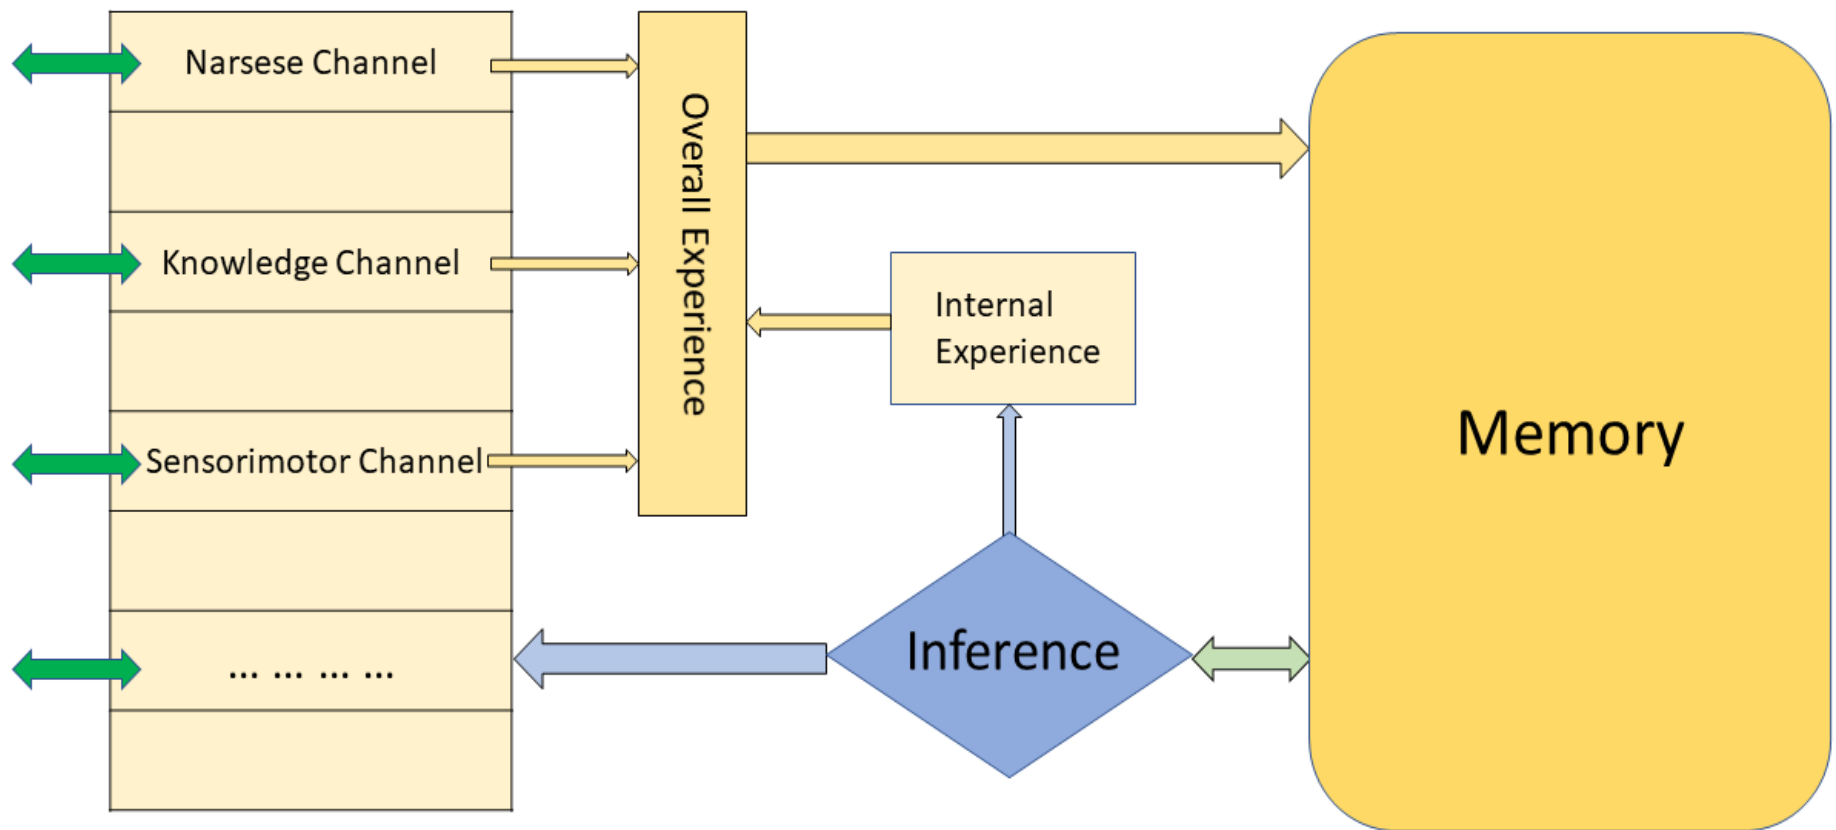 Narsese Channel
Knowledge Channel
Sensorimotor Channel
... ... ... ...
Overall Experience
Internal
Experience
Inference
Memory